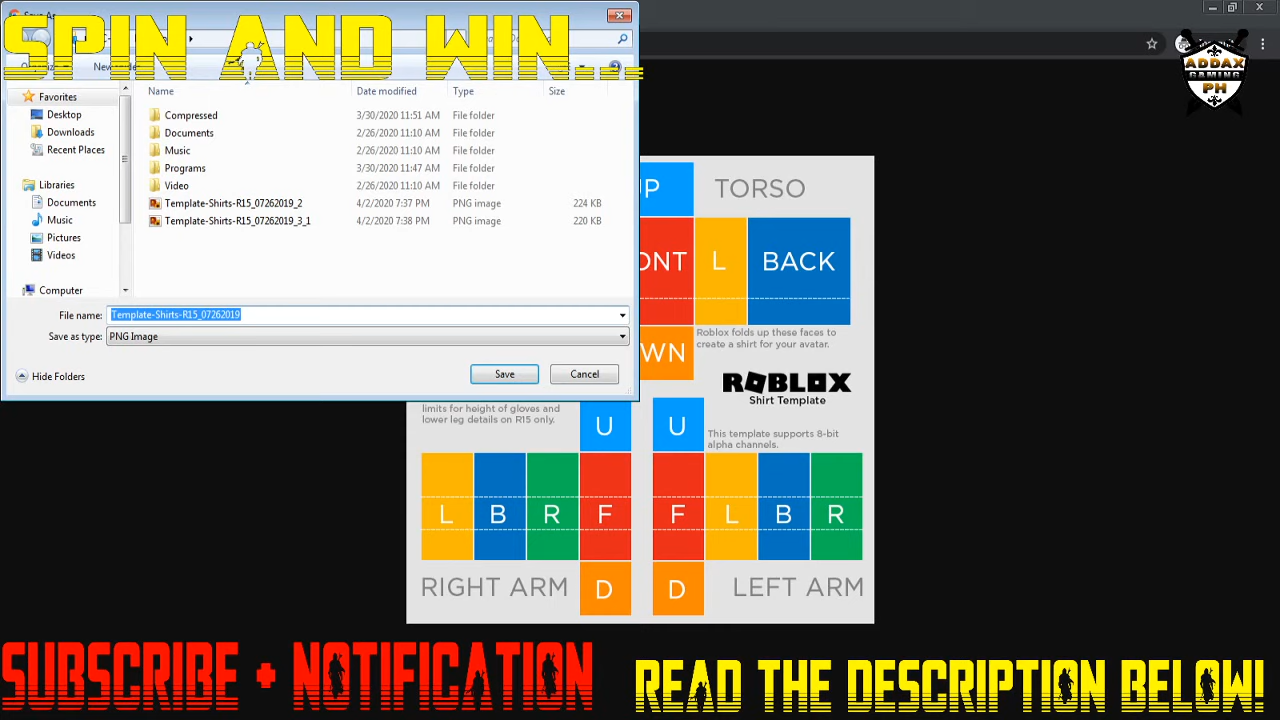 SPIN AND WIN...
Name Date modified Type Size
Favorites
Desktop
Downloads
Recent Places
Libraries
Documents
Music
Pictures
Videos
Computer
Compressed 3/30/2020 11:51 AM File folder
Documents 2/26/2020 11:10 AM File folder
Music 2/26/2020 11:10 AM File folder
Programs 3/30/2020 11:47 AM File folder
Video 2/26/2020 11:10 AM File folder
Template-Shirts-R15_07262019_2 4/2/2020 7:37 PM PNG image 224 KB
Template-Shirts-R15_07262019_3_1 4/2/2020 7:38 PM PNG image 220 KB
File name: Template-Shirts-R15_07262019
Save as type: PNG Image
Hide Folders Save Cancel
ADDAX
GAMING
PH
UP TORSO
ONT L BACK
WN
Roblox folds up these faces to
create a shirt for your avatar.
ROBLOX
Shirt Template
limits for height of gloves and
lower leg details on R15 only.
U U
This template supports 8-bit
alpha channels.
L B R F F L B R
RIGHT ARM D D LEFT ARM
SUBSCRIBE + NOTIFICATION
READ THE DESCRIPTION BELOW!